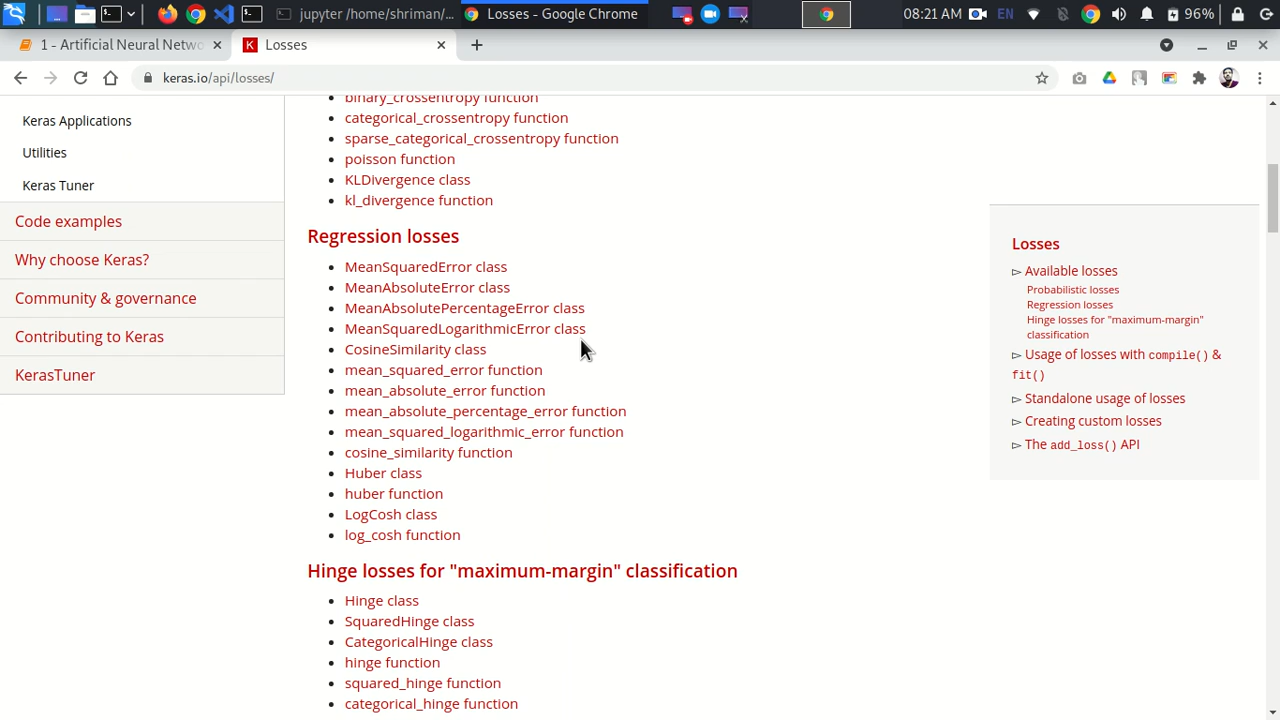 jupyter /home/shriman/...
Losses - Google Chrome
08:21 AM
EN
96%
1 - Artificial Neural Netwo
Losses
keras.io/api/losses/
Keras Applications
Utilities
Keras Tuner
Code examples
Why choose Keras?
Community & governance
Contributing to Keras
KerasTuner
binary_crossentropy function
categorical_crossentropy function
sparse_categorical_crossentropy function
poisson function
KLDivergence class
kl_divergence function
Regression losses
MeanSquaredError class
MeanAbsoluteError class
MeanAbsolutePercentageError class
MeanSquaredLogarithmicError class
CosineSimilarity class
mean_squared_error function
mean_absolute_error function
mean_absolute_percentage_error function
mean_squared_logarithmic_error function
cosine_similarity function
Huber class
huber function
LogCosh class
log_cosh function
Hinge losses for "maximum-margin" classification
Hinge class
SquaredHinge class
CategoricalHinge class
hinge function
squared_hinge function
categorical_hinge function
Losses
Available losses
Probabilistic losses
Regression losses
Hinge losses for "maximum-margin"
classification
Usage of losses with compile() &
fit()
Standalone usage of losses
Creating custom losses
The add_loss() API